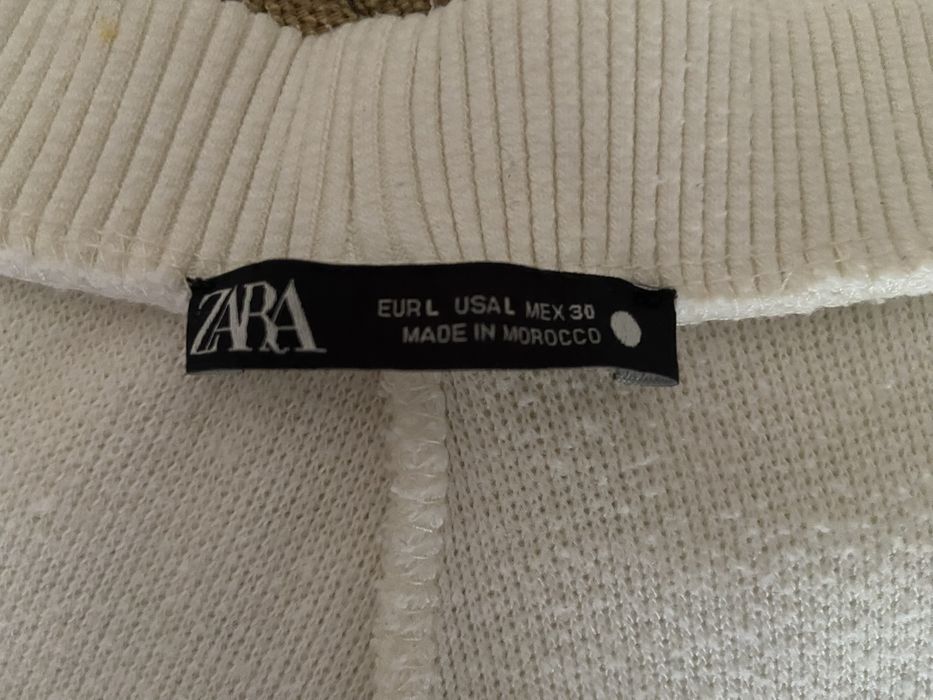 ZARA
EUR L USA L MEX 30
MADE IN MOROCCO